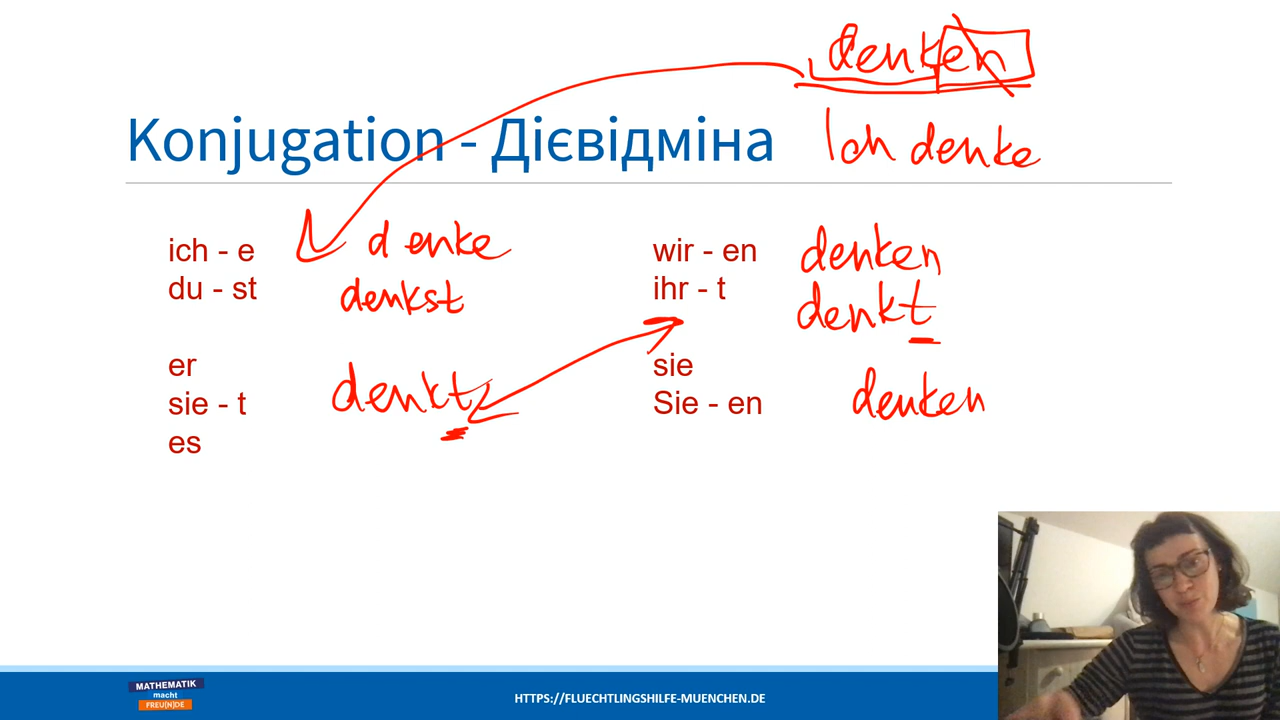 denken
Konjugation - Дієвідміна
Ich denke
ich - e
denke
du - st
denkst
er
sie - t
denkt
es
wir - en
denken
ihr - t
denkt
sie
Sie - en
denken
MATHEMATIK
macht
FREU(N)DE
HTTPS://FLUECHTLINGSHILFE-MUENCHEN.DE